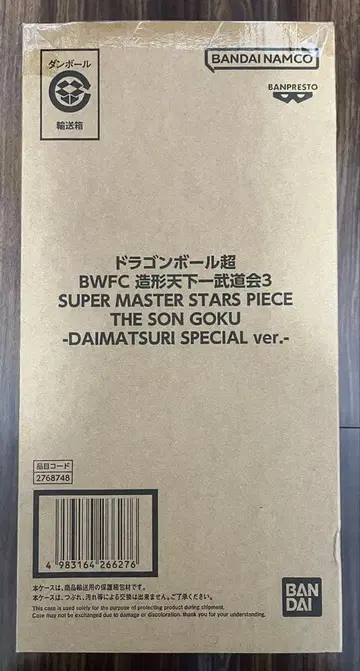 ダンボール
輸送箱
BANDAI NAMCO
BANPRESTO
ドラゴンボール超
BWFC 造形天下一武道会3
SUPER MASTER STARS PIECE
THE SON GOKU
-DAIMATSURI SPECIAL ver.-
品目コード
2768748
4 983164 266276
本ケースは、商品輸送用の保護梱包材です。
本ケースは、つぶれ、汚れ等による交換は出来ません。ご了承ください。
This case is used solely for the purpose of protecting product during shipment.
Case may not be exchanged due to damage or discoloration. thank you for your understanding.
BAN
DAI